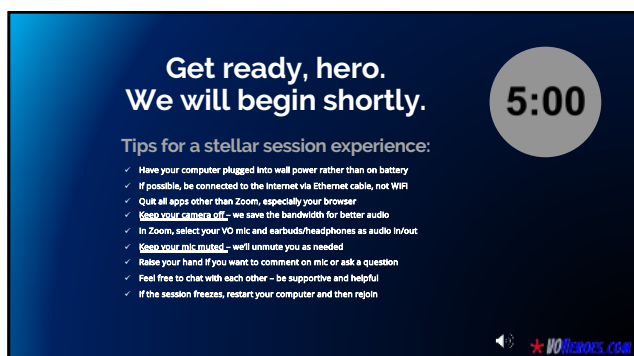 Get ready, hero.
We will begin shortly.
5:00
Tips for a stellar session experience:
✓ Have your computer plugged into wall power rather than on battery
✓ If possible, be connected to the Internet via Ethernet cable, not WiFi
✓ Quit all apps other than Zoom, especially your browser
✓ Keep your camera off – we save the bandwidth for better audio
✓ In Zoom, select your VO mic and earbuds/headphones as audio in/out
✓ Keep your mic muted – we'll unmute you as needed
✓ Raise your hand if you want to comment on mic or ask a question
✓ Feel free to chat with each other – be supportive and helpful
✓ If the session freezes, restart your computer and then rejoin
VOHEROES.COM